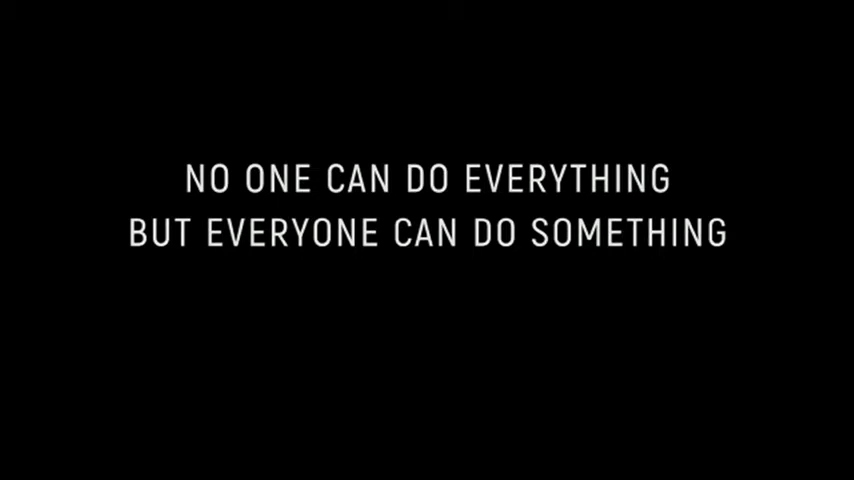 NO ONE CAN DO EVERYTHING
BUT EVERYONE CAN DO SOMETHING